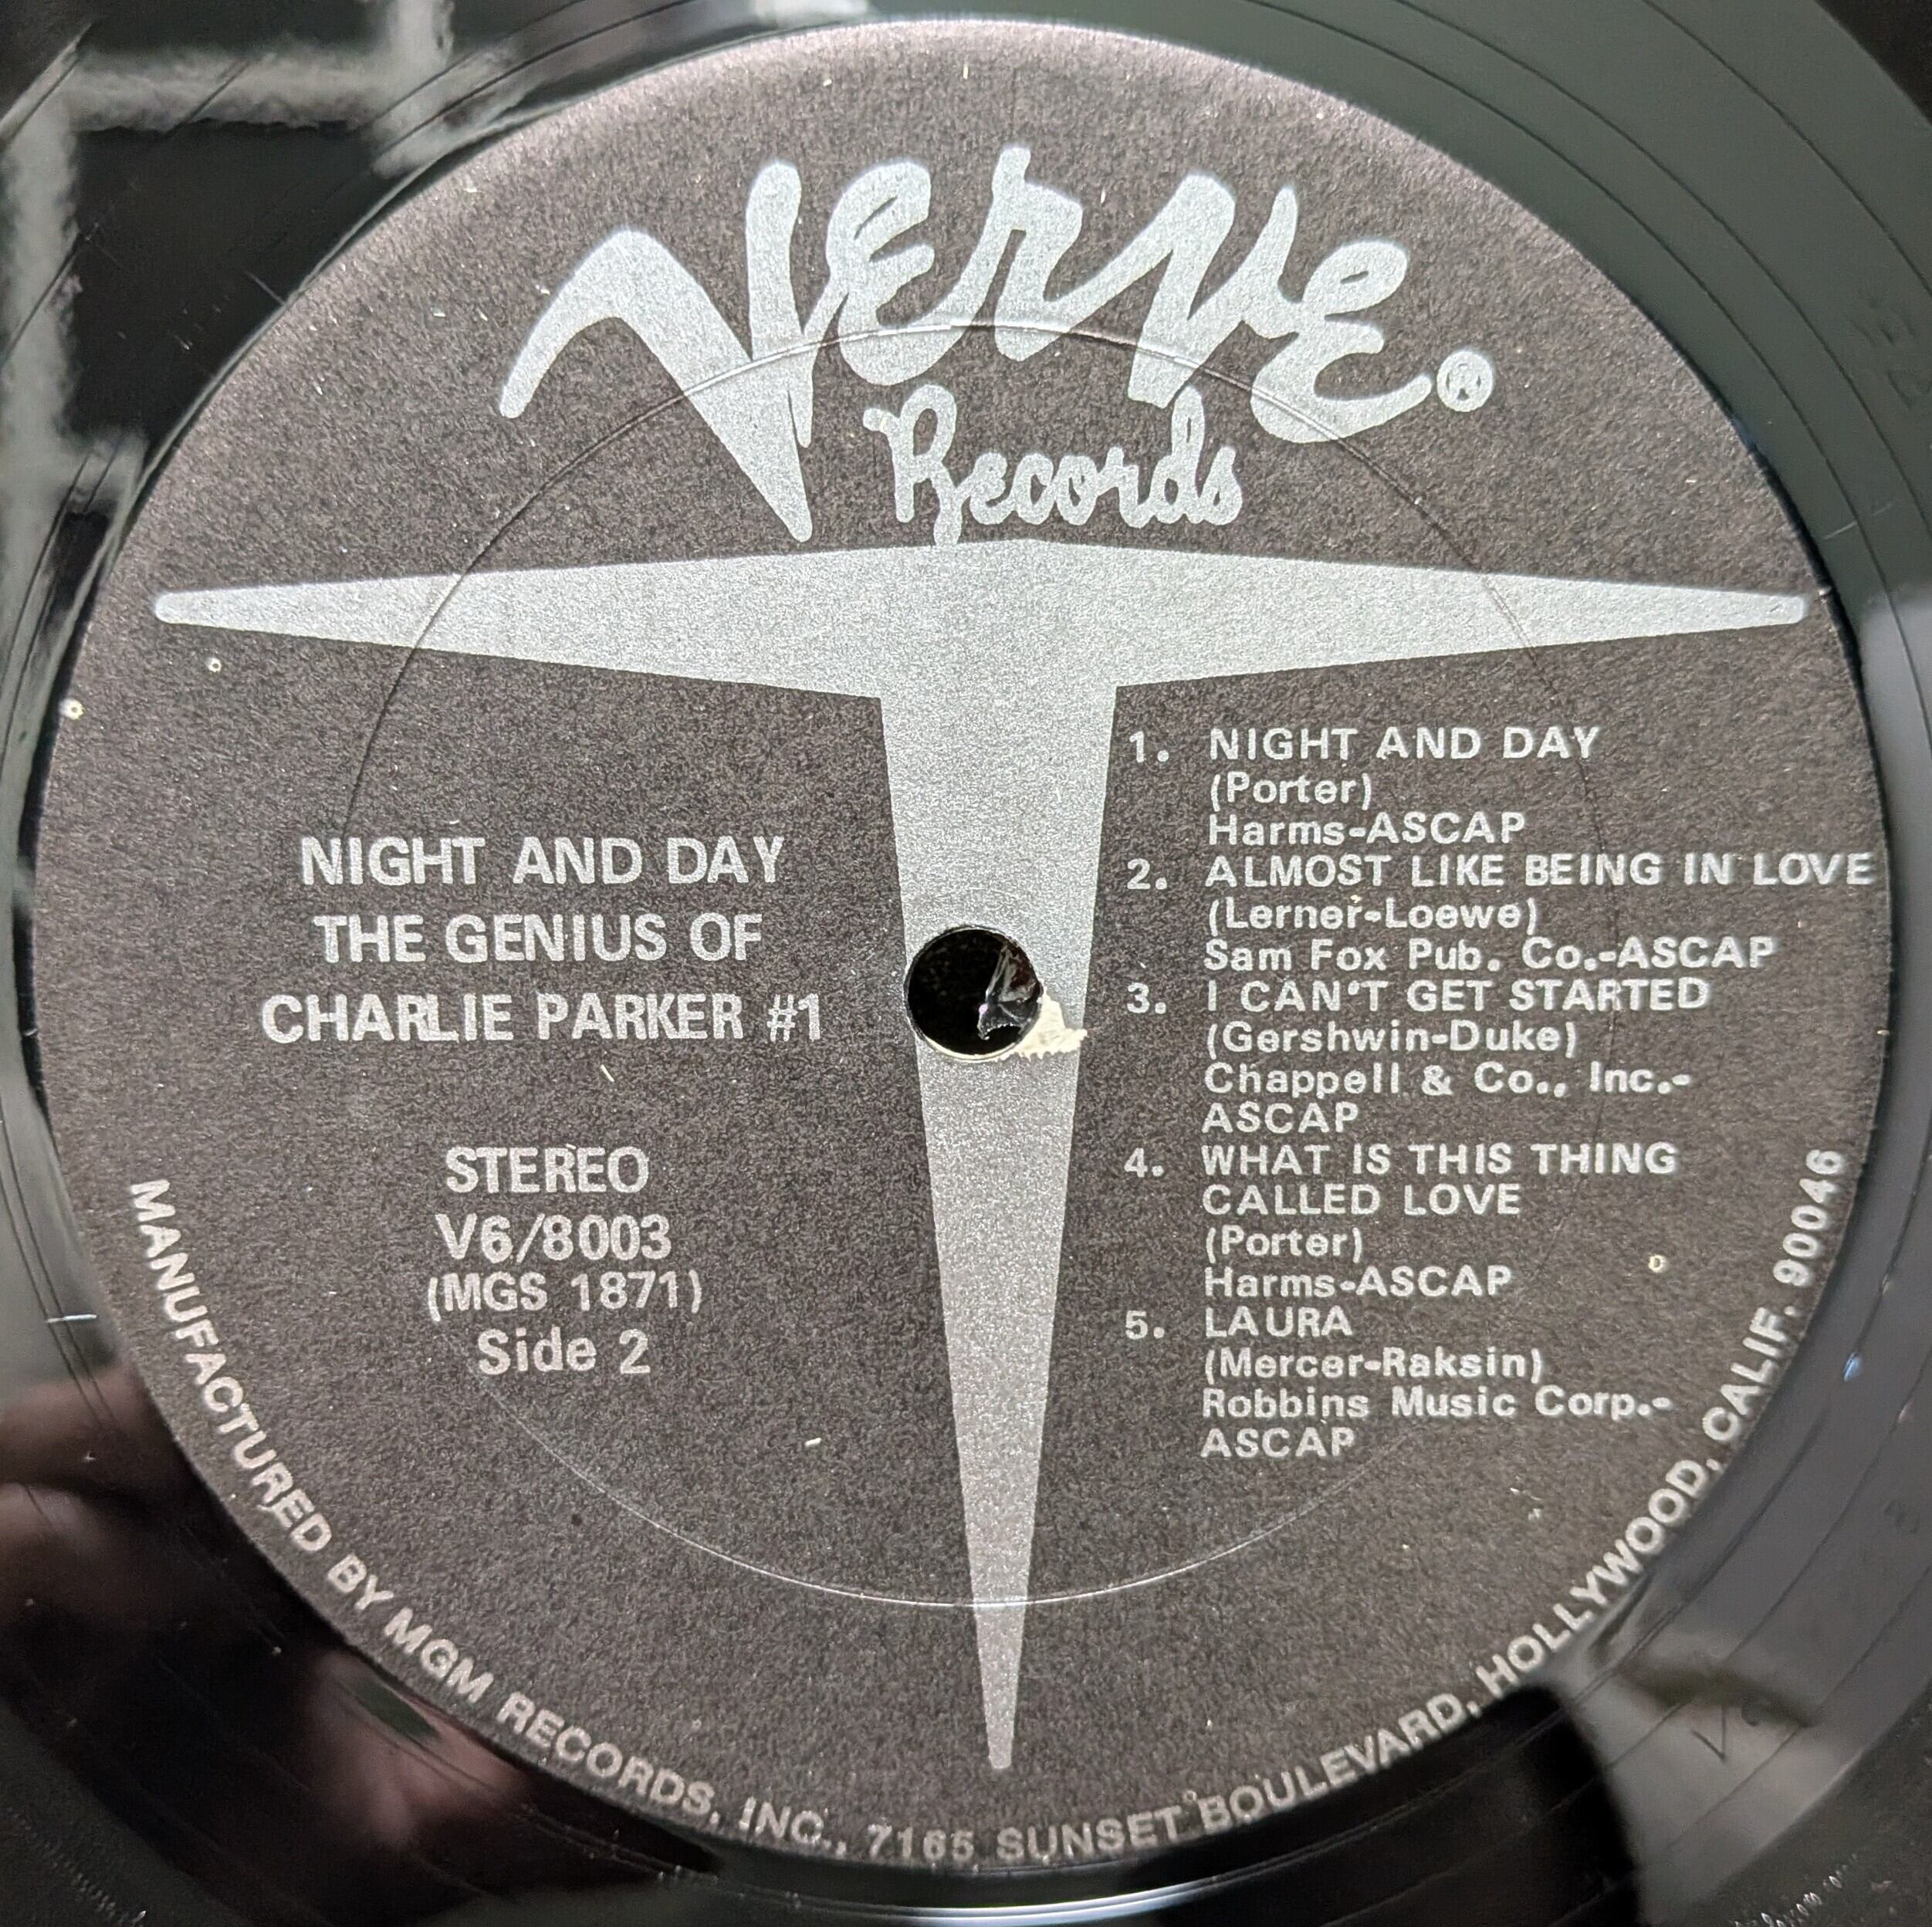 Verve®
Records
NIGHT AND DAY
THE GENIUS OF
CHARLIE PARKER #1
STEREO
V6/8003
(MGS 1871)
Side 2
1. NIGHT AND DAY
(Porter)
Harms-ASCAP
2. ALMOST LIKE BEING IN LOVE
(Lerner-Loewe)
Sam Fox Pub. Co.-ASCAP
3. I CAN'T GET STARTED
(Gershwin-Duke)
Chappell & Co., Inc.-
ASCAP
4. WHAT IS THIS THING
CALLED LOVE
(Porter)
Harms-ASCAP
5. LAURA
(Mercer-Raksin)
Robbins Music Corp.-
ASCAP
MANUFACTURED BY MGM RECORDS, INC., 7165 SUNSET BOULEVARD, HOLLYWOOD, CALIF. 90046